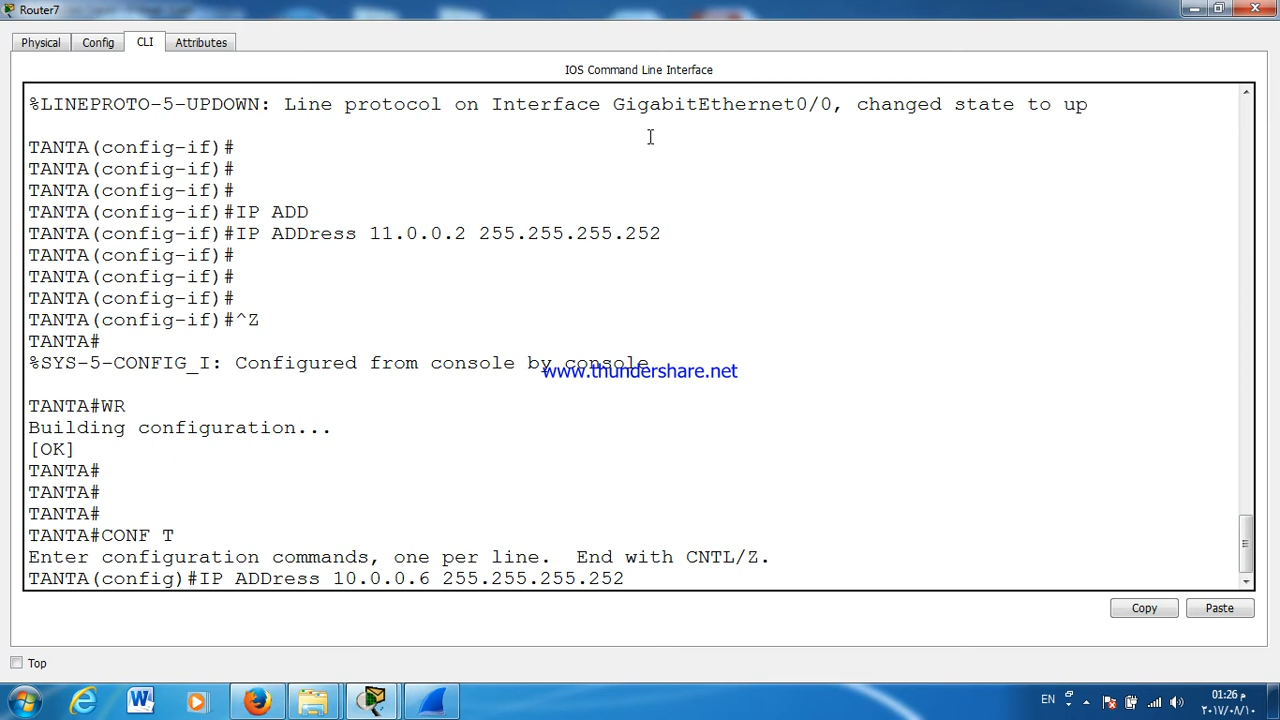 Router7
Physical Config CLI Attributes
IOS Command Line Interface
%LINEPROTO-5-UPDOWN: Line protocol on Interface GigabitEthernet0/0, changed state to up
TANTA(config-if)#
TANTA(config-if)#
TANTA(config-if)#
TANTA(config-if)#IP ADD
TANTA(config-if)#IP ADDress 11.0.0.2 255.255.255.252
TANTA(config-if)#
TANTA(config-if)#
TANTA(config-if)#
TANTA(config-if)#^Z
TANTA#
%SYS-5-CONFIG_I: Configured from console by console
www.thundershare.net
TANTA#WR
Building configuration...
[OK]
TANTA#
TANTA#
TANTA#
TANTA#CONF T
Enter configuration commands, one per line.  End with CNTL/Z.
TANTA(config)#IP ADDress 10.0.0.6 255.255.255.252
Copy Paste
Top
EN
01:26 م
٢٠١٧/٠٨/١٠